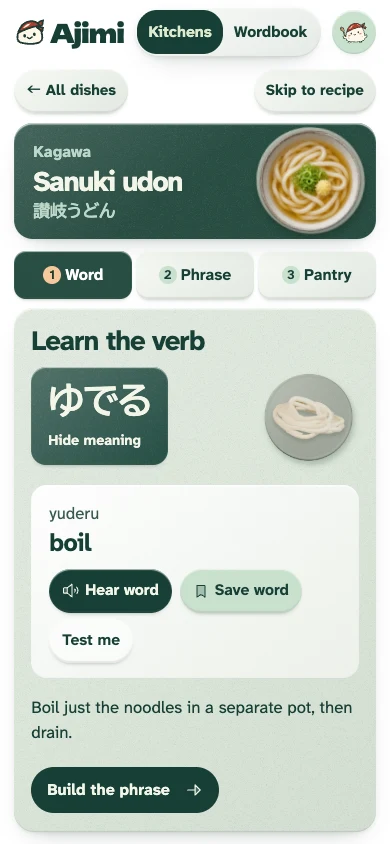 Ajimi
Kitchens
Wordbook
← All dishes
Skip to recipe
Kagawa
Sanuki udon
讃岐うどん
1 Word
2 Phrase
3 Pantry
Learn the verb
ゆでる
Hide meaning
yuderu
boil
Hear word
Save word
Test me
Boil just the noodles in a separate pot, then
drain.
Build the phrase →